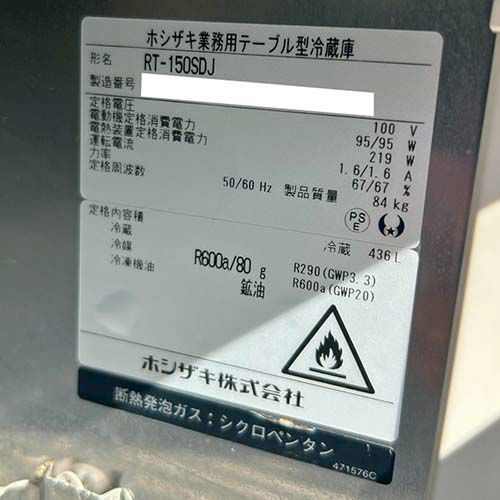 ホシザキ業務用テーブル型冷蔵庫
形名 RT-150SDJ
製造番号
定格電圧 100 V
電動機定格消費電力 95/95 W
電熱装置定格消費電力 219 W
運転電流 1.6/1.6 A
力率 67/67 %
定格周波数 50/60 Hz 製品質量 84 kg
PS
E
定格内容積 冷蔵 436 L
冷蔵
冷媒 R600a/80 g R290(GWP3.3)
冷凍機油 鉱油 R600a(GWP20)
ホシザキ株式会社
断熱発泡ガス；シクロペンタン
471576C